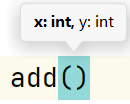 x: int, y: int
add()